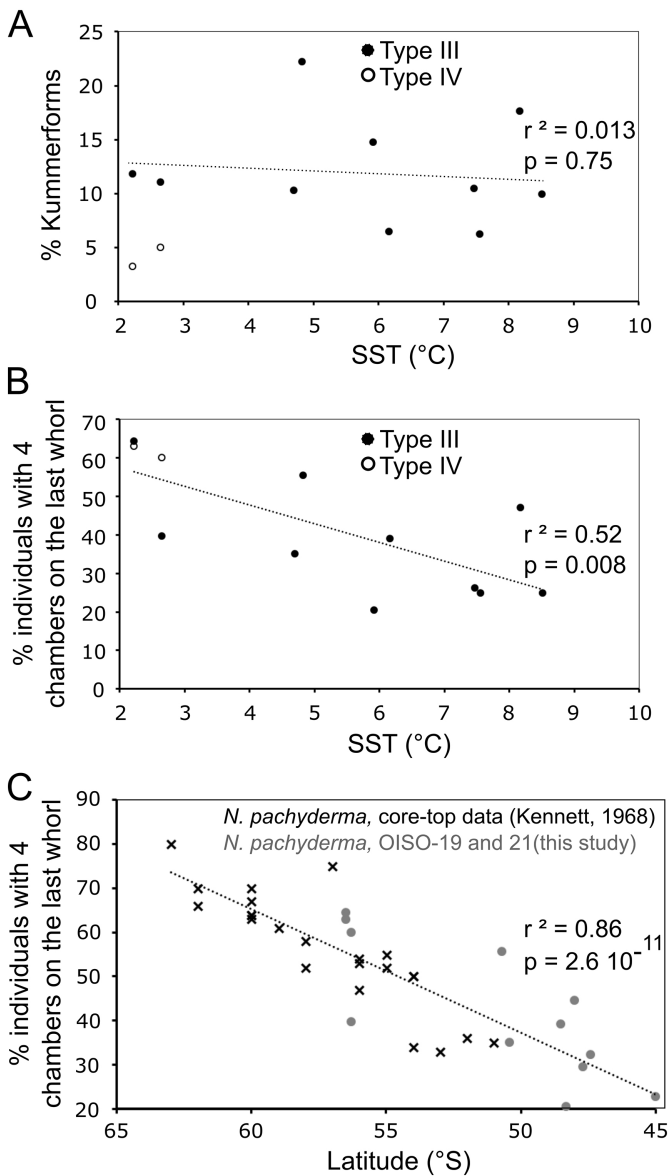 A
25
20
15
10
5
0
% Kummerforms
Type III
Type IV
r ² = 0.013
p = 0.75
2 3 4 5 6 7 8 9 10
SST (°C)
B
70
60
50
40
30
20
10
0
% individuals with 4
chambers on the last whorl
Type III
Type IV
r ² = 0.52
p = 0.008
2 3 4 5 6 7 8 9 10
SST (°C)
C
90
80
70
60
50
40
30
20
% individuals with 4
chambers on the last whorl
N. pachyderma, core-top data (Kennett, 1968)
N. pachyderma, OISO-19 and 21(this study)
r ² = 0.86
p = 2.6 10⁻¹¹
65 60 55 50 45
Latitude (°S)